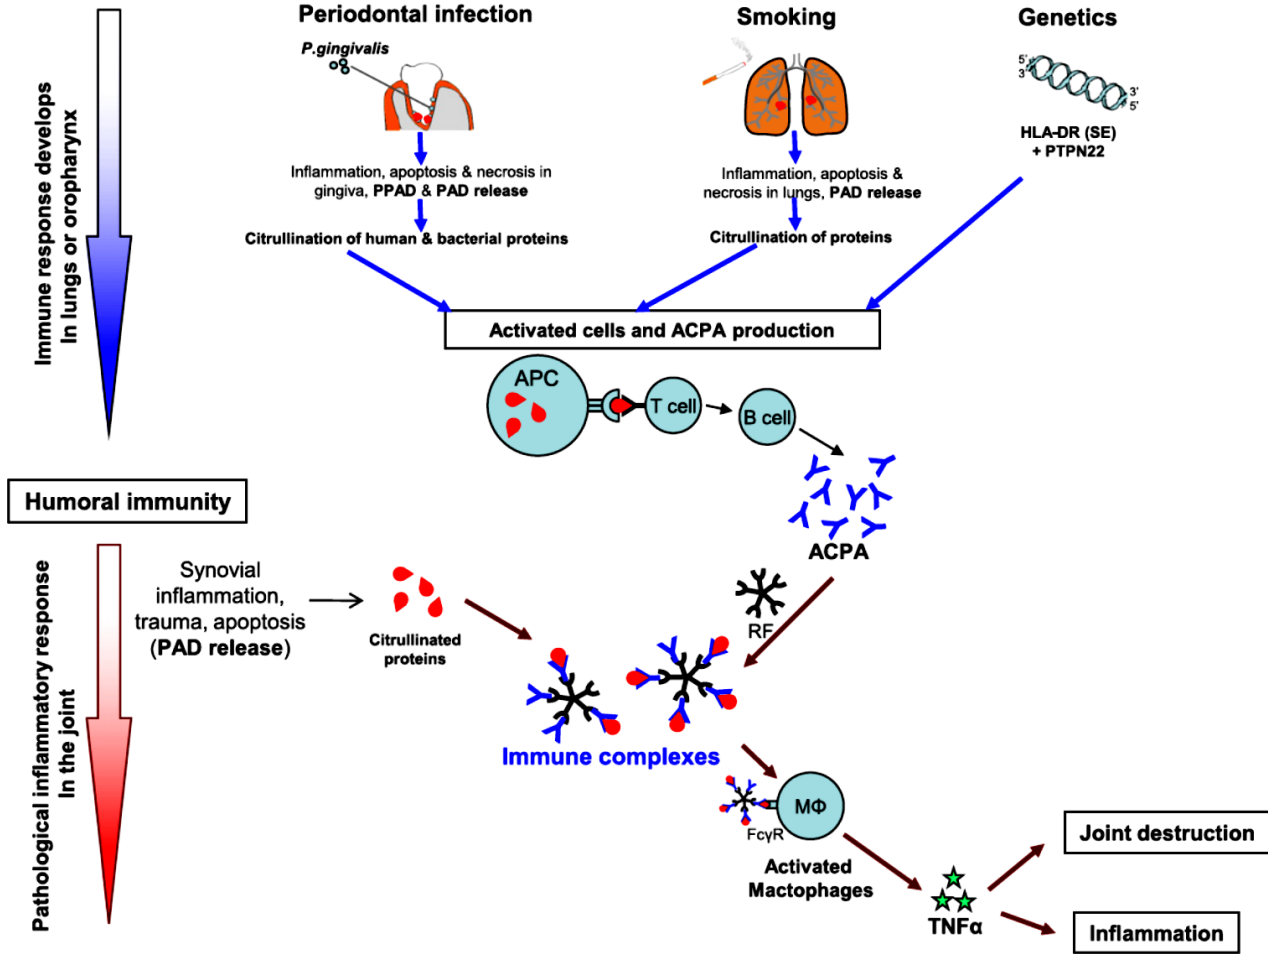 Periodontal infection
Smoking
Genetics
P.gingivalis
5'
3'
3'
5'
HLA-DR (SE)
+ PTPN22
Inflammation, apoptosis & necrosis in
gingiva, PPAD & PAD release
Inflammation, apoptosis &
necrosis in lungs, PAD release
Citrullination of human & bacterial proteins
Citrullination of proteins
Immune response develops
In lungs or oropharynx
Activated cells and ACPA production
APC
T cell
B cell
ACPA
Humoral immunity
Pathological inflammatory response
In the joint
Synovial
inflammation,
trauma, apoptosis
(PAD release)
Citrullinated
proteins
RF
Immune complexes
MΦ
FcγR
Activated
Mactophages
TNFα
Joint destruction
Inflammation